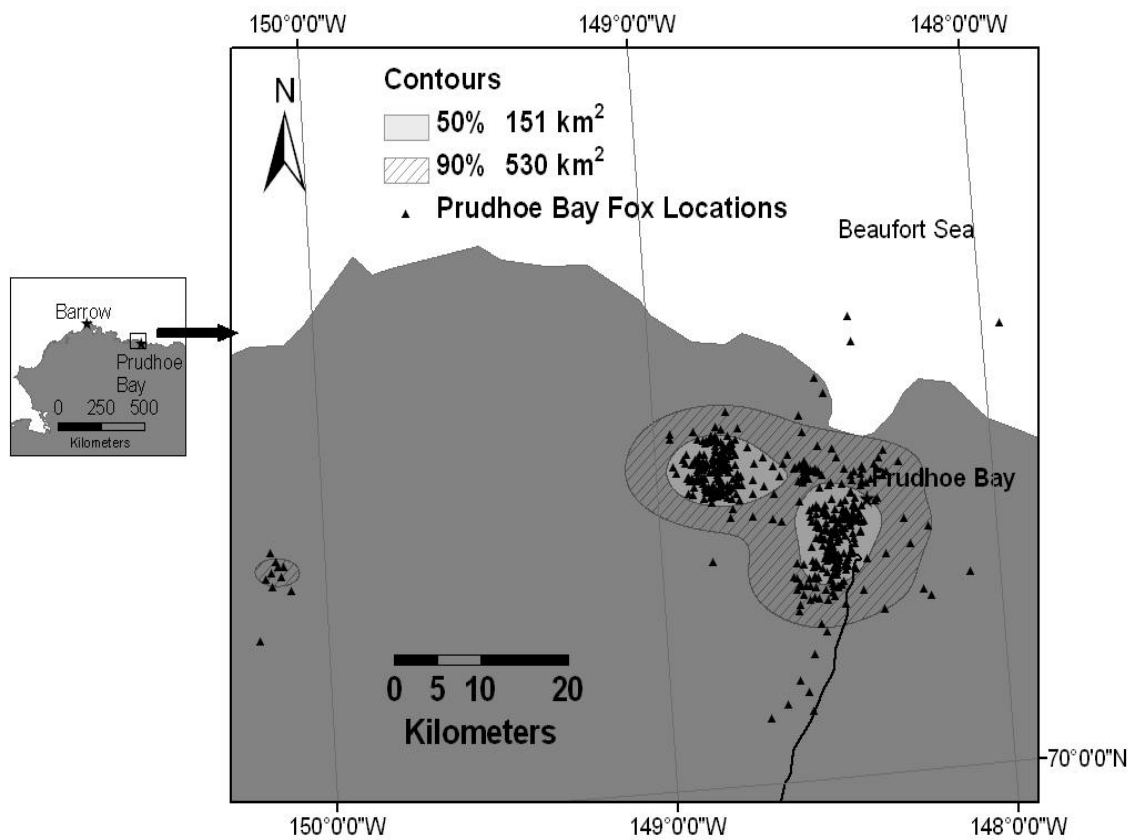 150°0'0"W
149°0'0"W
148°0'0"W
N
Contours
50% 151 km²
90% 530 km²
Prudhoe Bay Fox Locations
Beaufort Sea
Barrow
Prudhoe
Bay
0 250 500
Kilometers
Prudhoe Bay
0 5 10 20
Kilometers
70°0'0"N
150°0'0"W
149°0'0"W
148°0'0"W